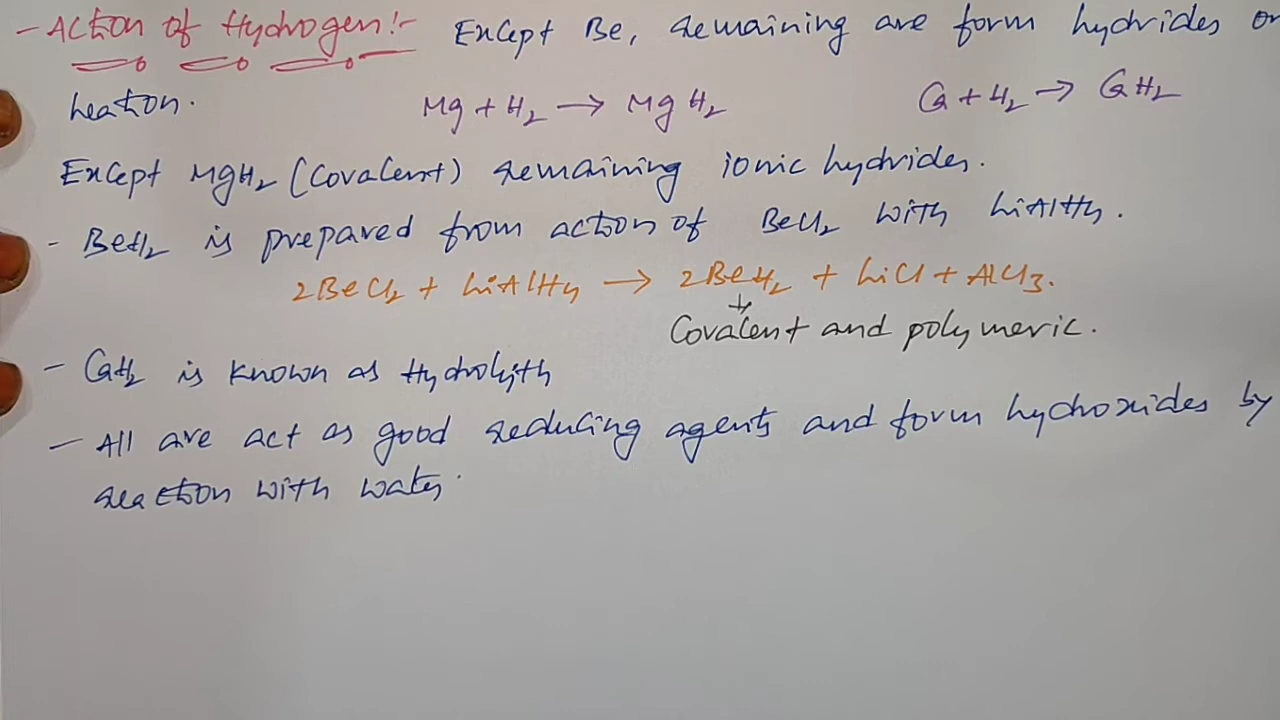 - Action of Hydrogen:- Except Be, remaining are form hydrides on
heation.
Mg + H₂ → MgH₂ Ca + H₂ → CaH₂
Except MgH₂ (covalent) remaining ionic hydrides.
- BeH₂ is prepared from action of BeCl₂ with LiAlH₄.
2BeCl₂ + LiAlH₄ → 2BeH₂ + LiCl + AlCl₃.
↓
Covalent and polymeric.
- CaH₂ is known as Hydrolyth
- All are act as good reducing agents and form hydroxides by
reaction with water.